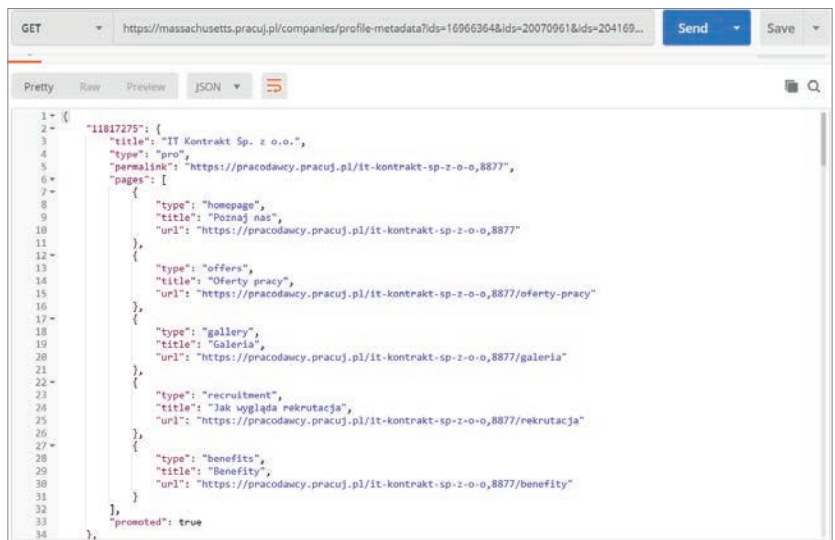 GET https://massachusetts.pracuj.pl/companies/profile-metadata?ids=16966364&ids=20070961&ids=204169... Send Save
Pretty Raw Preview JSON
1 {
2 "11817275": {
3 "title": "IT Kontrakt Sp. z o.o.",
4 "type": "pro",
5 "permalink": "https://pracodawcy.pracuj.pl/it-kontrakt-sp-z-o-o,8877",
6 "pages": [
7 {
8 "type": "homepage",
9 "title": "Poznaj nas",
10 "url": "https://pracodawcy.pracuj.pl/it-kontrakt-sp-z-o-o,8877"
11 },
12 {
13 "type": "offers",
14 "title": "Oferty pracy",
15 "url": "https://pracodawcy.pracuj.pl/it-kontrakt-sp-z-o-o,8877/oferty-pracy"
16 },
17 {
18 "type": "gallery",
19 "title": "Galeria",
20 "url": "https://pracodawcy.pracuj.pl/it-kontrakt-sp-z-o-o,8877/galeria"
21 },
22 {
23 "type": "recruitment",
24 "title": "Jak wygląda rekrutacja",
25 "url": "https://pracodawcy.pracuj.pl/it-kontrakt-sp-z-o-o,8877/rekrutacja"
26 },
27 {
28 "type": "benefits",
29 "title": "Benefity",
30 "url": "https://pracodawcy.pracuj.pl/it-kontrakt-sp-z-o-o,8877/benefity"
31 }
32 ],
33 "promoted": true
34 },